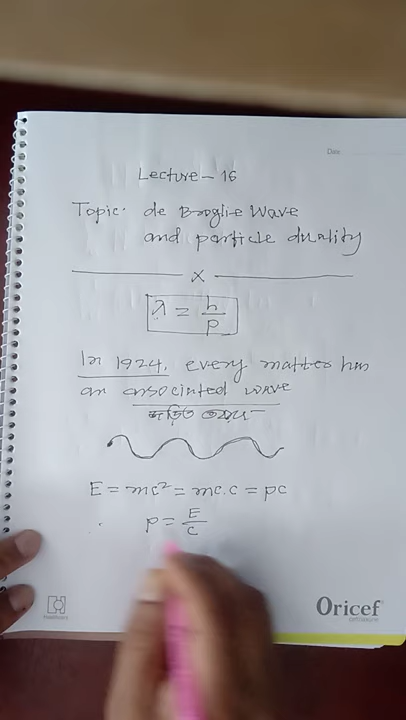 Date
Lecture - 16
Topic: de Broglie Wave
and particle duality
x
λ = h/p
In 1924, every matter has
an associated wave
E = mc² = mc.c = pc
∴ p = E/c
Oricef